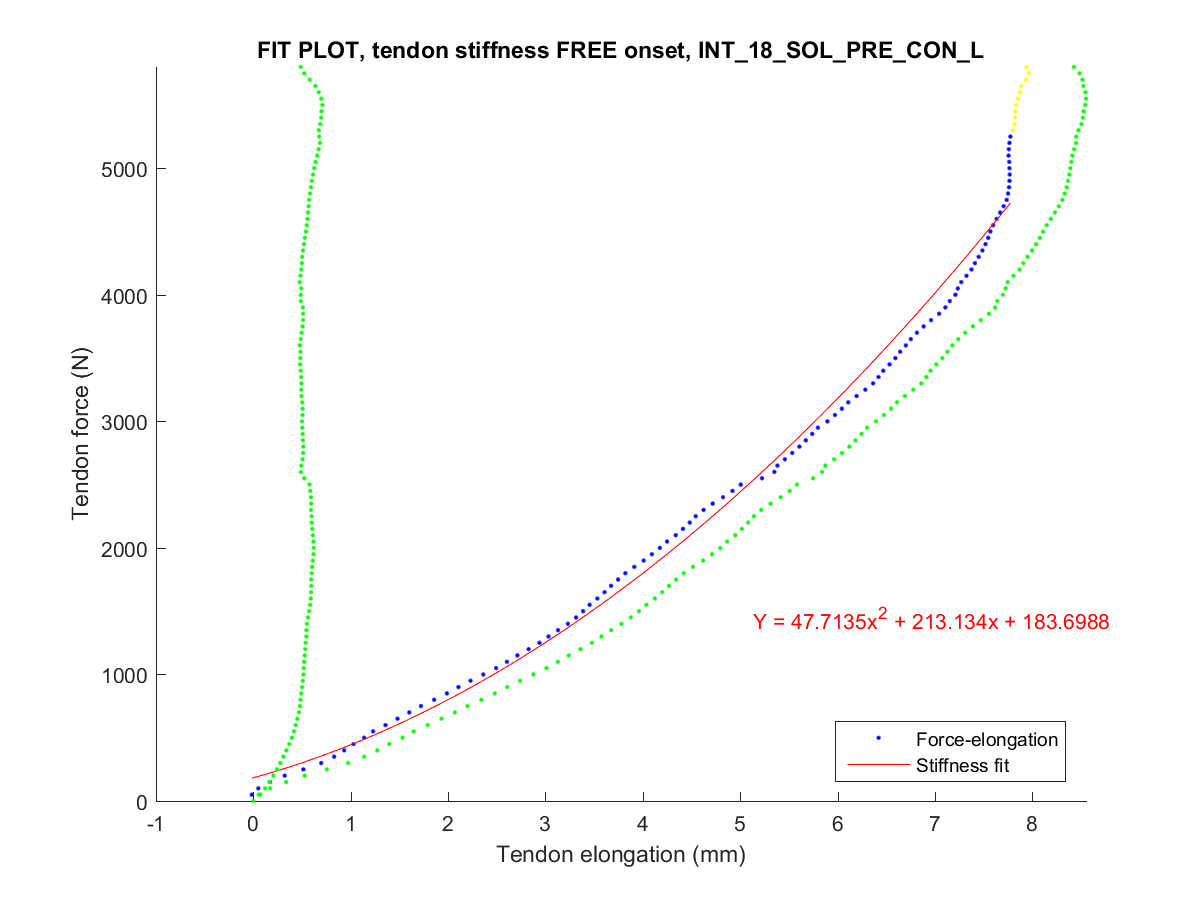 FIT PLOT, tendon stiffness FREE onset, INT_18_SOL_PRE_CON_L
5000
4000
3000
2000
1000
0
Tendon force (N)
Y = 47.7135x² + 213.134x + 183.6988
Force-elongation
Stiffness fit
-1 0 1 2 3 4 5 6 7 8
Tendon elongation (mm)